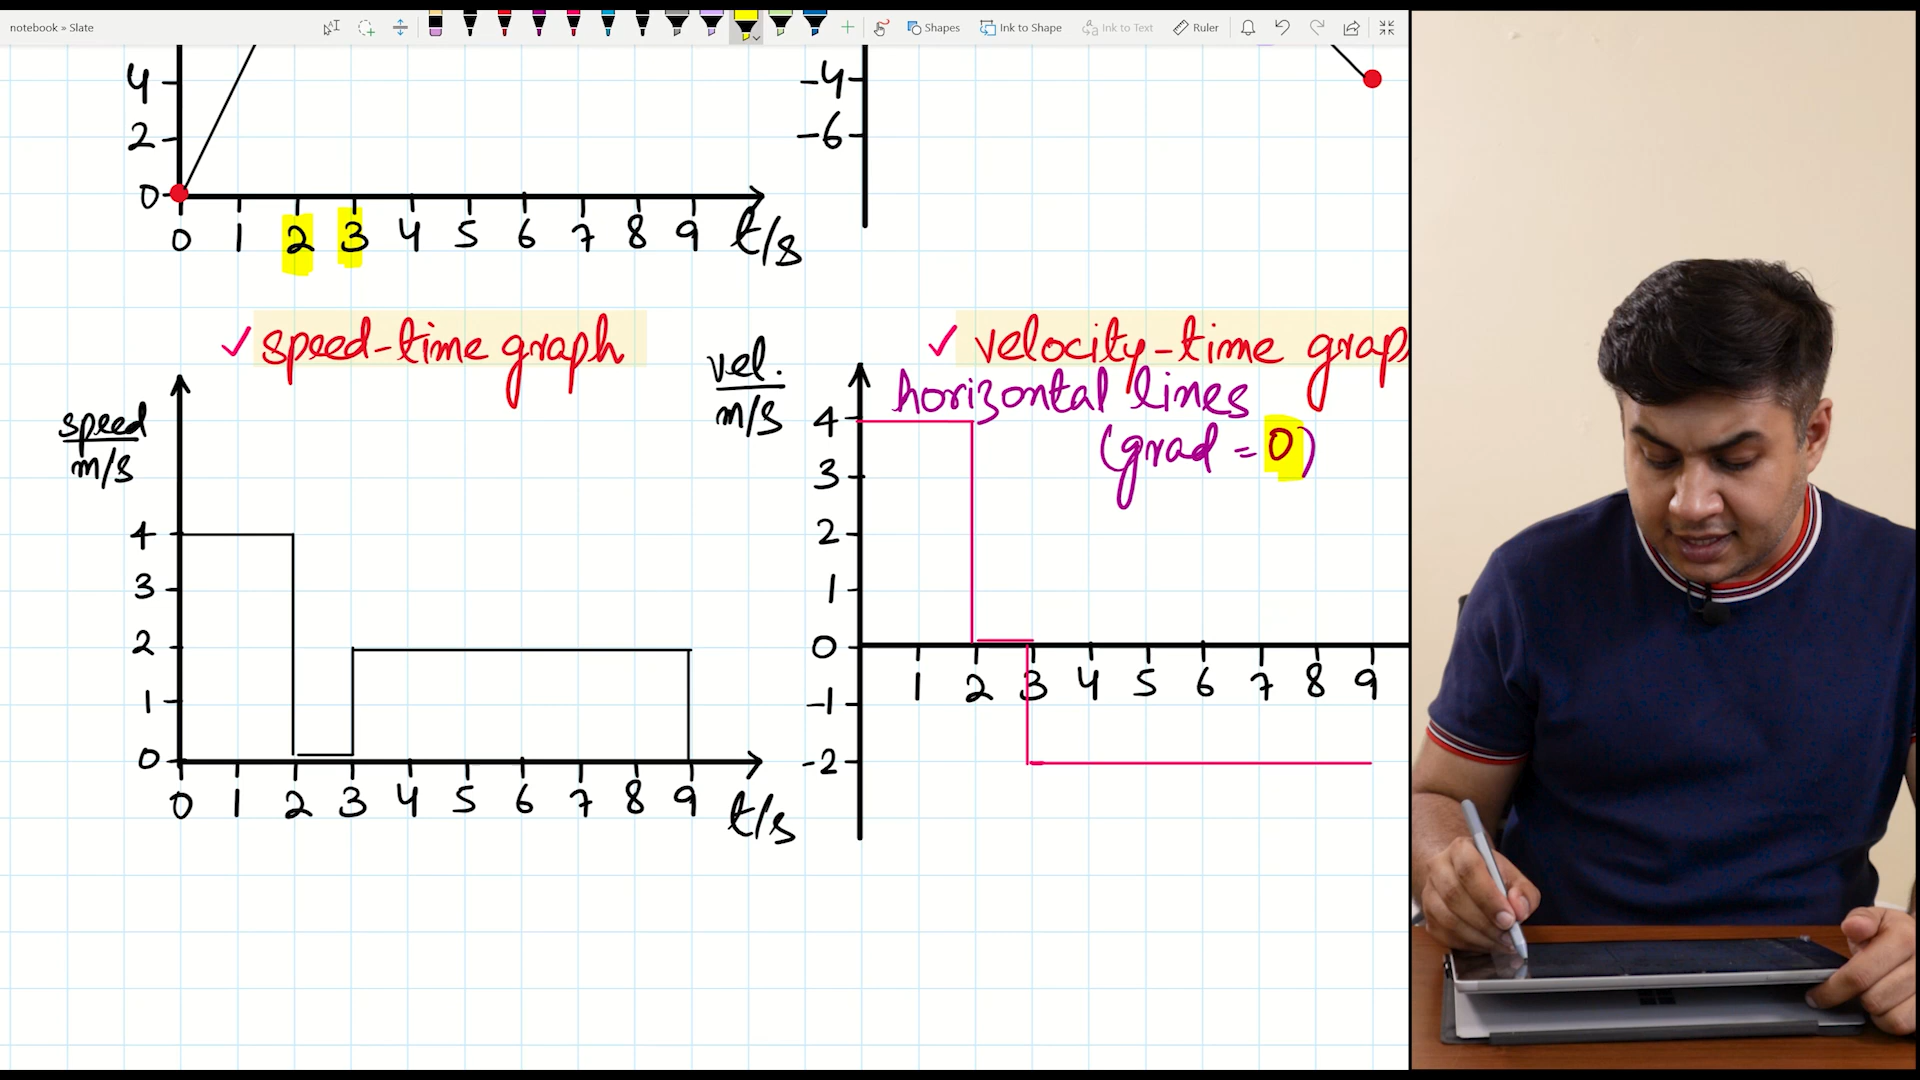 notebook » Slate
Shapes
Ink to Shape
Ink to Text
Ruler
4
2
0
0 1 2 3 4 5 6 7 8 9 t/s
-4
-6
✓ speed-time graph
speed
m/s
4
3
2
1
0
0 1 2 3 4 5 6 7 8 9 t/s
✓ velocity-time grap
vel.
m/s
horizontal lines
(grad = 0)
4
3
2
1
0
1 2 3 4 5 6 7 8 9
-1
-2